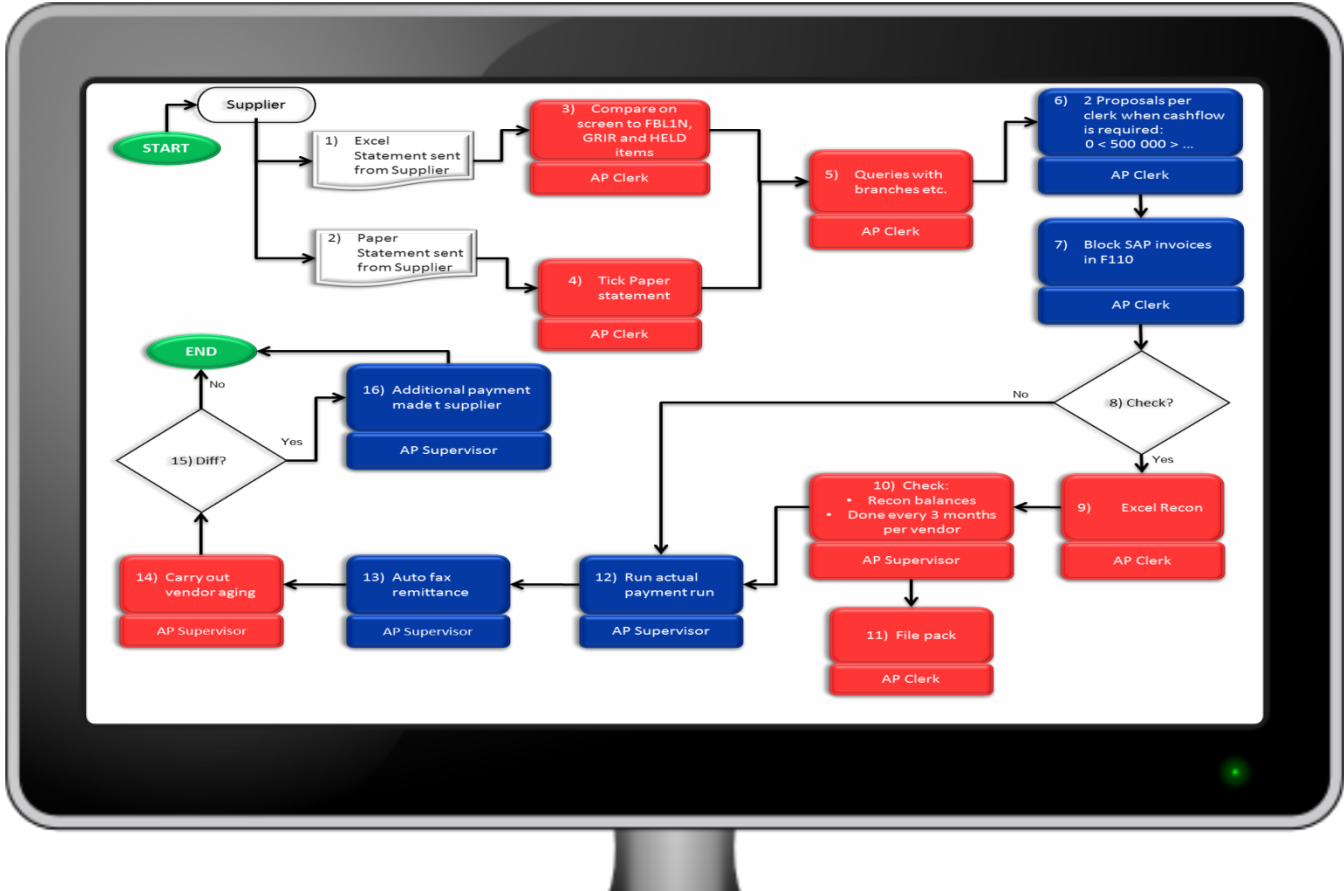 START
Supplier
1) Excel
Statement sent
from Supplier
2) Paper
Statement sent
from Supplier
3) Compare on
screen to FBL1N,
GRIR and HELD
items
AP Clerk
4) Tick Paper
statement
AP Clerk
5) Queries with
branches etc.
AP Clerk
6) 2 Proposals per
clerk when cashflow
is required:
0 < 500 000 > ...
AP Clerk
7) Block SAP invoices
in F110
AP Clerk
8) Check?
No
Yes
9) Excel Recon
AP Clerk
10) Check:
• Recon balances
• Done every 3 months
per vendor
AP Supervisor
11) File pack
AP Clerk
12) Run actual
payment run
AP Supervisor
13) Auto fax
remittance
AP Supervisor
14) Carry out
vendor aging
AP Supervisor
15) Diff?
No
Yes
16) Additional payment
made t supplier
AP Supervisor
END